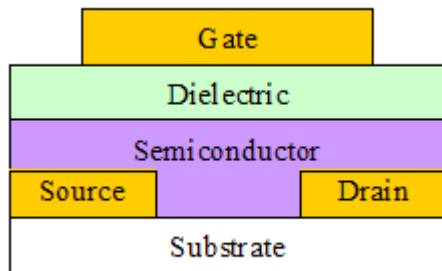 Gate
Dielectric
Semiconductor
Source Drain
Substrate